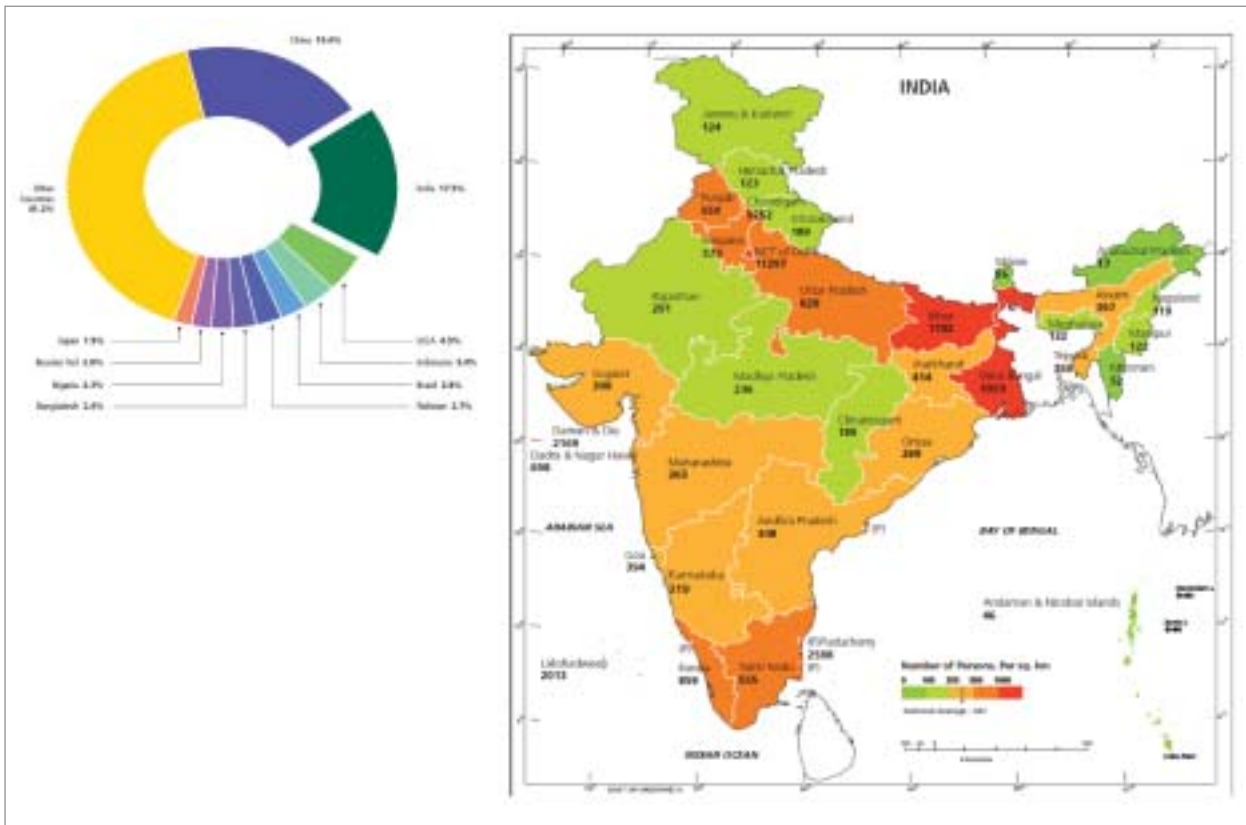 China 19.4%
India 17.5%
Other
Countries
41.2%
Japan 1.9%
Nigeria 2.3%
Bangladesh 2.4%
USA 4.5%
Indonesia 3.4%
Brazil 2.8%
Pakistan 2.7%
INDIA
Jammu & Kashmir
124
Himachal Pradesh
123
Punjab
550
Chandigarh
9252
Uttarakhand
189
Haryana
573
NCT of Delhi
11297
Rajasthan
201
Uttar Pradesh
828
Bihar
1102
Sikkim
86
Arunachal Pradesh
17
Assam
397
Nagaland
119
Meghalaya
132
Manipur
122
Tripura
350
Mizoram
52
Gujarat
308
Madhya Pradesh
236
Jharkhand
414
West Bengal
1029
Chhattisgarh
189
Orissa
269
Daman & Diu
2169
Dadra & Nagar Haveli
698
Maharashtra
365
ARABIAN SEA
Andhra Pradesh
308
(P)
BAY OF BENGAL
Goa
394
Karnataka
319
Andaman & Nicobar Islands
46
(P)Puducherry
2598
(P)
(P)
Lakshadweep
2013
Kerala
859
Tamil Nadu
555
Number of Persons, Per sq. km
INDIAN OCEAN